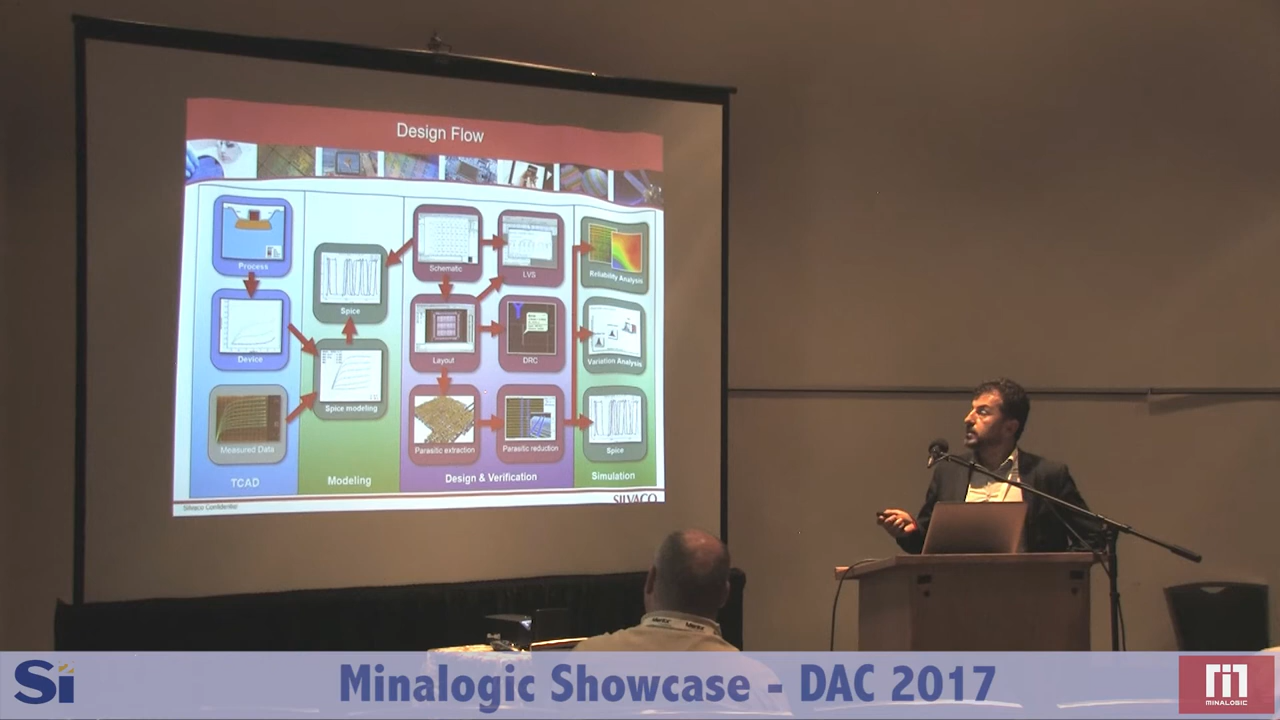 Design Flow
Process
Device
Measured Data
TCAD
Spice
Spice modeling
Modeling
Schematic
LVS
Layout
DRC
Parasitic extraction
Parasitic reduction
Design & Verification
Reliability Analysis
Variation Analysis
Spice
Simulation
Silvaco Confidential
SILVACO
Si
Minalogic Showcase - DAC 2017
MINALOGIC